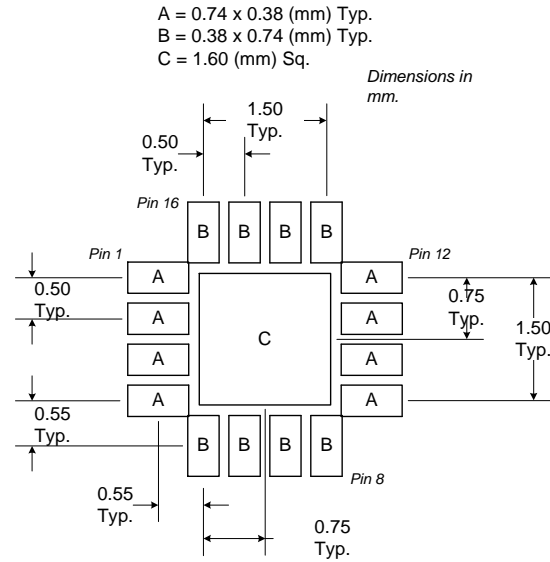 A = 0.74 x 0.38 (mm) Typ.
B = 0.38 x 0.74 (mm) Typ.
C = 1.60 (mm) Sq.
Dimensions in
mm.
1.50
Typ.
0.50
Typ.
Pin 16
B
B
B
B
Pin 1
Pin 12
A
A
0.50
Typ.
A
A
0.75
Typ.
1.50
Typ.
C
A
A
A
A
0.55
Typ.
B
B
B
B
Pin 8
0.55
Typ.
0.75
Typ.